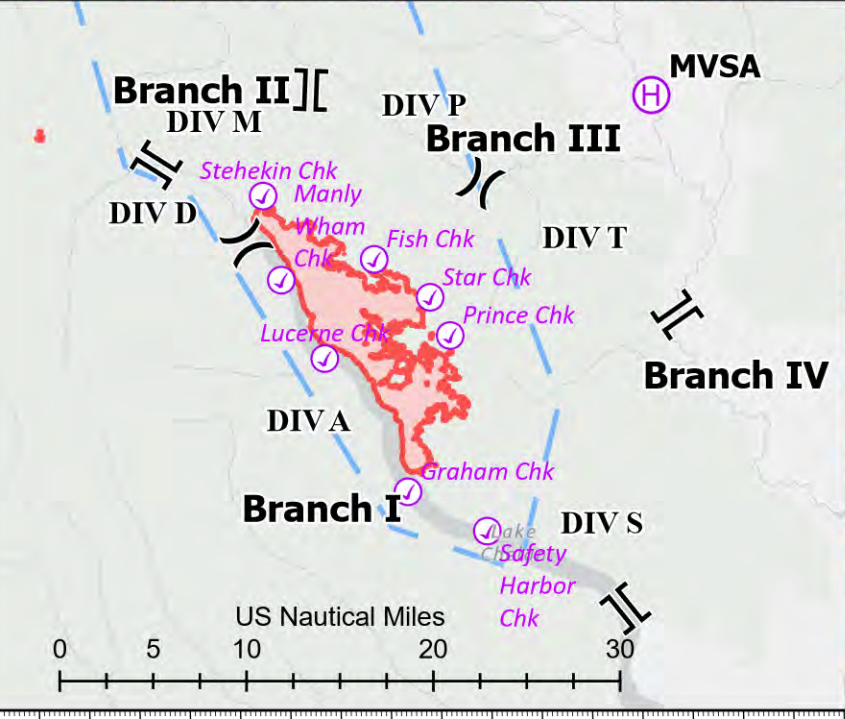 MVSA
H
Branch II
DIV P
DIV M
Branch III
Stehekin Chk
Manly
Wham
Chk
DIV D
Fish Chk
DIV T
Star Chk
Prince Chk
Lucerne Chk
Branch IV
DIV A
Graham Chk
Branch I
DIV S
Lake
Safety
Harbor
Chk
US Nautical Miles
0 5 10 20 30